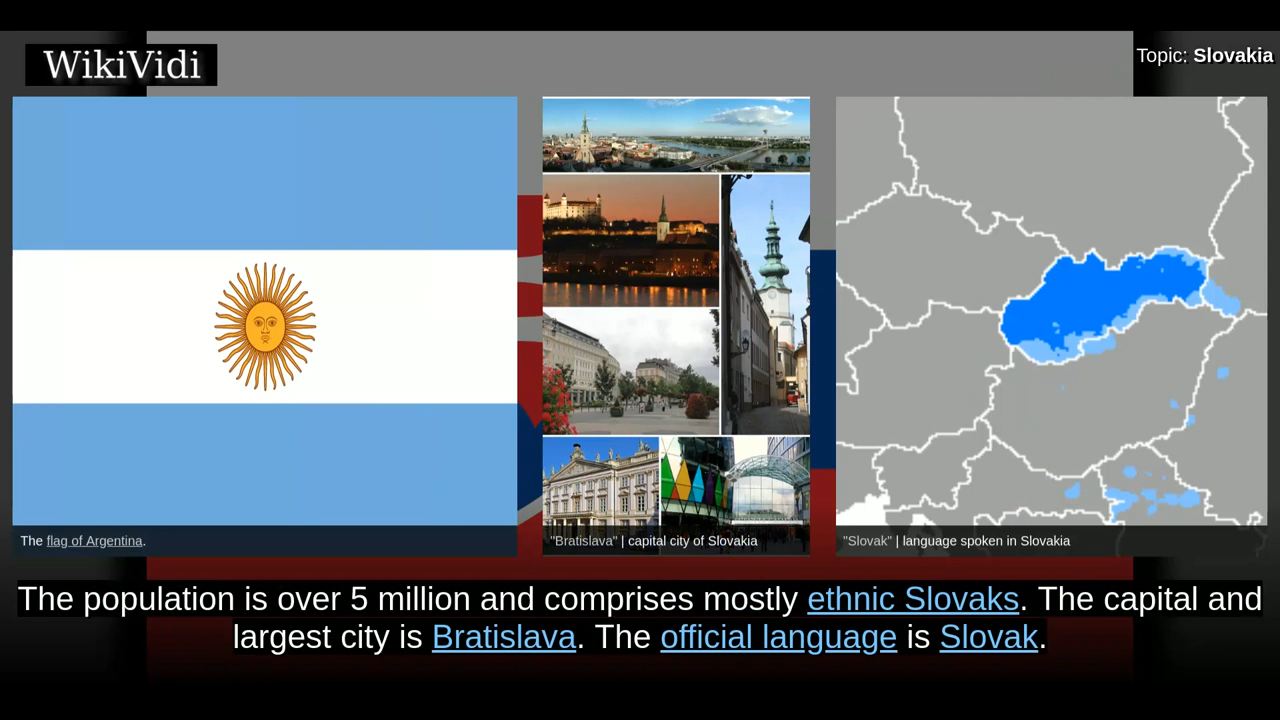 WikiVidi
Topic: Slovakia
The flag of Argentina.
"Bratislava" | capital city of Slovakia
"Slovak" | language spoken in Slovakia
The population is over 5 million and comprises mostly ethnic Slovaks. The capital and
largest city is Bratislava. The official language is Slovak.